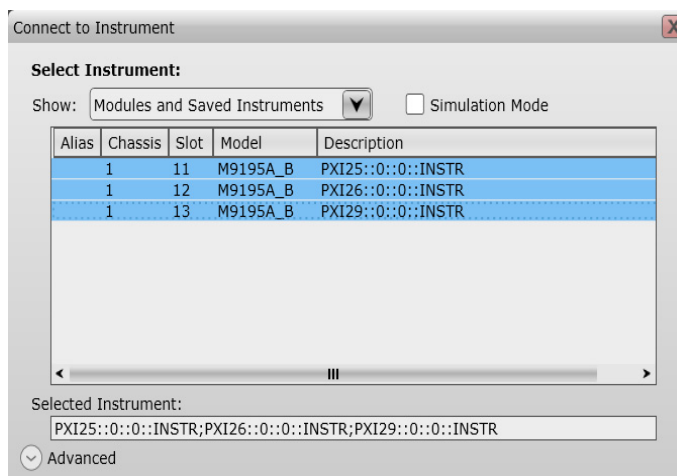 Connect to Instrument
Select Instrument:
Show: Modules and Saved Instruments Simulation Mode
Alias Chassis Slot Model Description
1 11 M9195A_B PXI25::0::0::INSTR
1 12 M9195A_B PXI26::0::0::INSTR
1 13 M9195A_B PXI29::0::0::INSTR
Selected Instrument:
PXI25::0::0::INSTR;PXI26::0::0::INSTR;PXI29::0::0::INSTR
Advanced